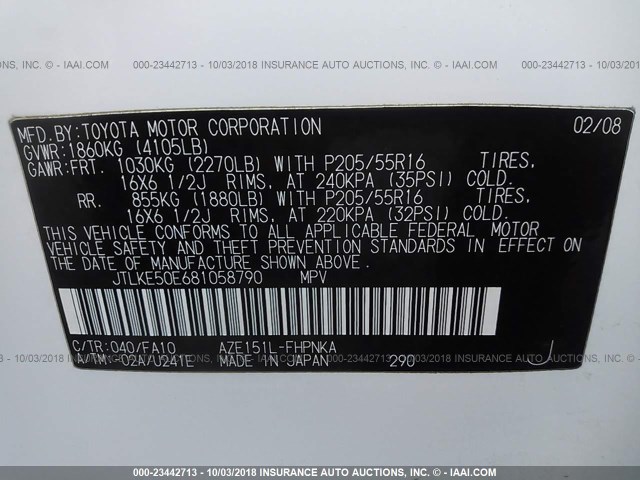 TION INC. © - IAAI.COM 000-23442713 - 10/03/2018 INSURANCE AUTO AUCTION INC. © - IAAI.COM 000-23442713 -
MFD.BY:TOYOTA MOTOR CORPORATION 02/08
GVWR:1860KG (4105LB)
GAWR:FRT. 1030KG (2270LB) WITH P205/55R16 TIRES,
16X6 1/2J RIMS, AT 240KPA (35PSI) COLD.
RR. 855KG (1880LB) WITH P205/55R16 TIRES,
16X6 1/2J RIMS, AT 220KPA (32PSI) COLD.
THIS VEHICLE CONFORMS TO ALL APPLICABLE FEDERAL MOTOR
VEHICLE SAFETY AND THEFT PREVENTION STANDARDS IN EFFECT ON
THE DATE OF MANUFACTURE SHOWN ABOVE.
JTLKE50E681058790 MPV
C/TR:040/FA10 AZE151L-FHPNKA
A/TM:-02A/U241E MADE IN JAPAN 290 J
000-23442713 - 10/03/2018 INSURANCE AUTO AUCTIONS INC. © - IAAI.COM